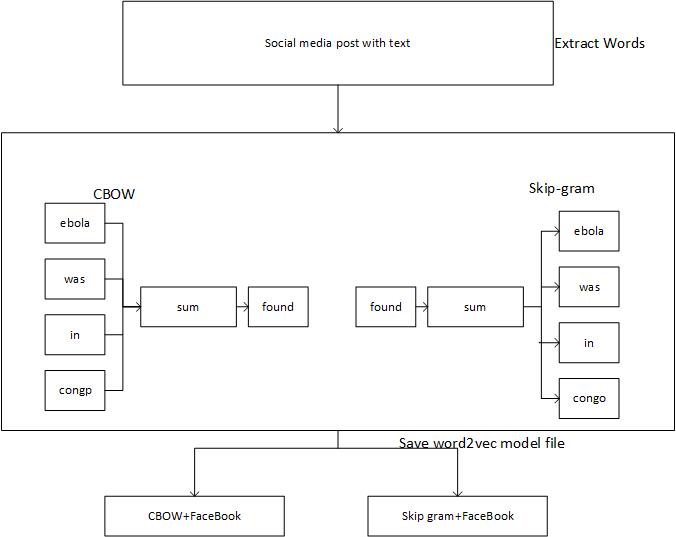 Social media post with text
Extract Words
CBOW
ebola
was
in
congp
sum
found
Skip-gram
found
sum
ebola
was
in
congo
Save word2vec model file
CBOW+FaceBook
Skip gram+FaceBook